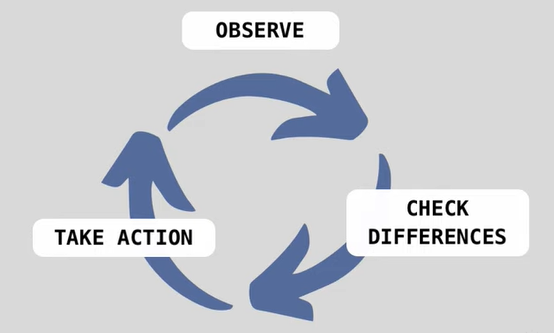 OBSERVE
CHECK
DIFFERENCES
TAKE ACTION